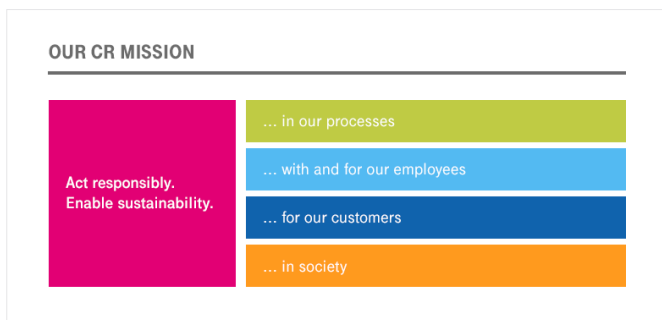 OUR CR MISSION
Act responsibly.
Enable sustainability.
... in our processes
... with and for our employees
... for our customers
... in society